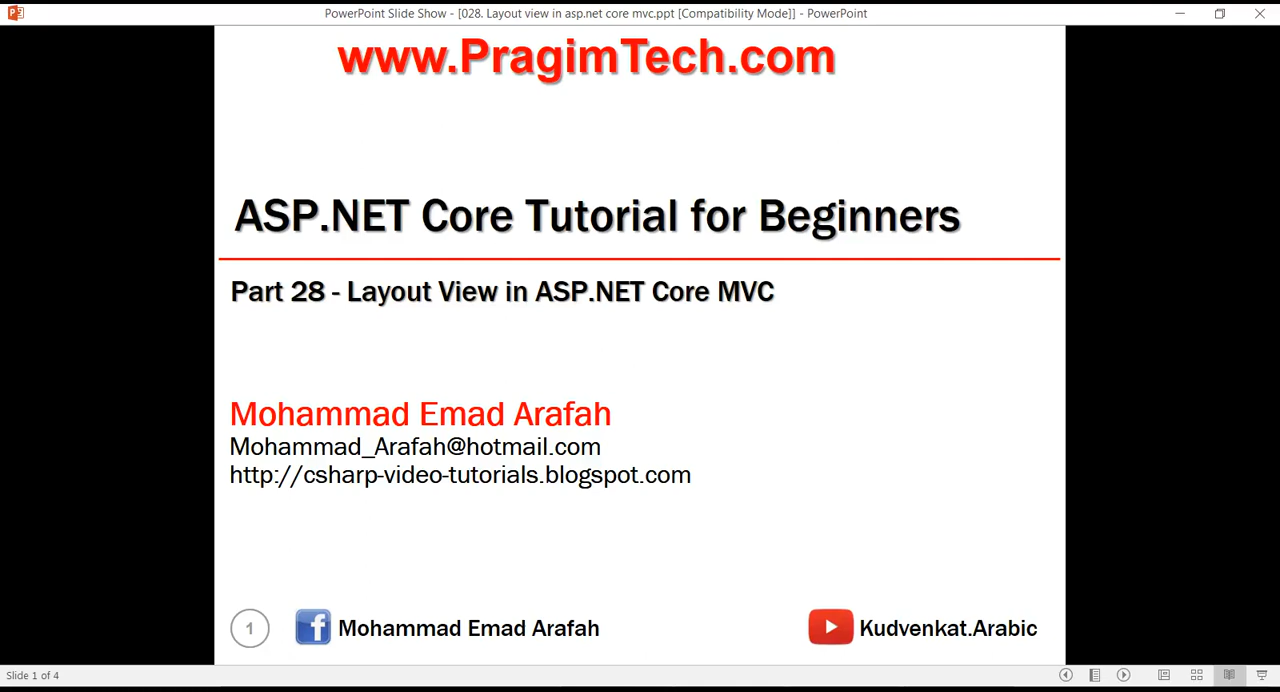 PowerPoint Slide Show - [028. Layout view in asp.net core mvc.ppt [Compatibility Mode]] - PowerPoint
www.PragimTech.com
ASP.NET Core Tutorial for Beginners
Part 28 - Layout View in ASP.NET Core MVC
Mohammad Emad Arafah
Mohammad_Arafah@hotmail.com
http://csharp-video-tutorials.blogspot.com
1 Mohammad Emad Arafah Kudvenkat.Arabic
Slide 1 of 4